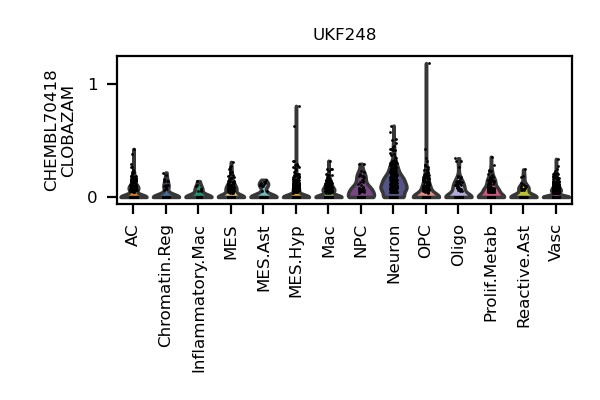 UKF248
CHEMBL70418
CLOBAZAM
1
0
AC
Chromatin.Reg
Inflammatory.Mac
MES
MES.Ast
MES.Hyp
Mac
NPC
Neuron
OPC
Oligo
Prolif.Metab
Reactive.Ast
Vasc